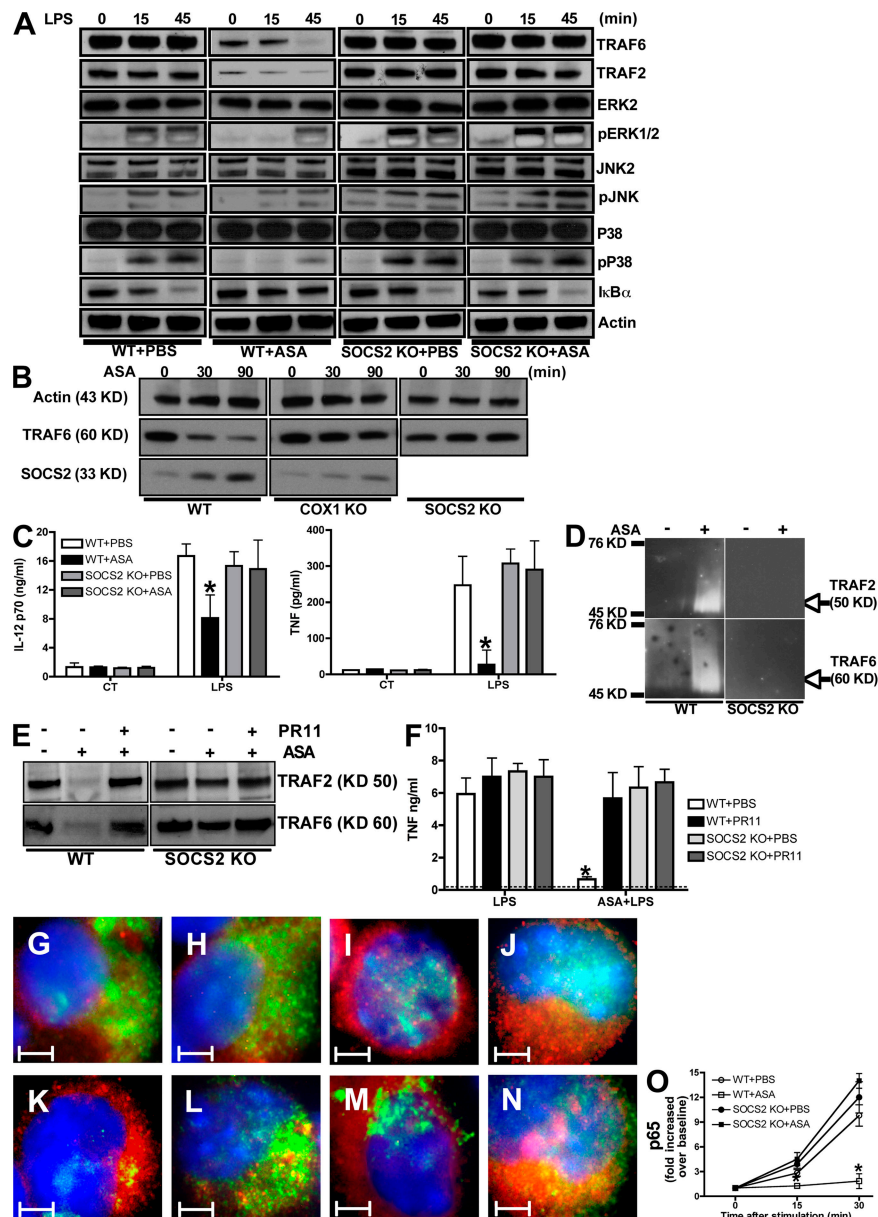 A
LPS 0 15 45 0 15 45 0 15 45 0 15 45 (min)
TRAF6
TRAF2
ERK2
pERK1/2
JNK2
pJNK
P38
pP38
IκBα
Actin
WT+PBS WT+ASA SOCS2 KO+PBS SOCS2 KO+ASA
B
ASA 0 30 90 0 30 90 0 30 90 (min)
Actin (43 KD)
TRAF6 (60 KD)
SOCS2 (33 KD)
WT COX1 KO SOCS2 KO
C
IL-12 p70 (ng/ml)
20
16
12
8
4
0
WT+PBS
WT+ASA
SOCS2 KO+PBS
SOCS2 KO+ASA
*
CT LPS
TNF (pg/ml)
500
400
300
200
100
0
*
CT LPS
D
ASA - + - +
76 KD
45 KD
76 KD
45 KD
TRAF2
(50 KD)
TRAF6
(60 KD)
WT SOCS2 KO
E
- - + - - + PR11
- + + - + + ASA
TRAF2 (KD 50)
TRAF6 (KD 60)
WT SOCS2 KO
F
TNF ng/ml
10
8
6
4
2
0
*
LPS ASA+LPS
WT+PBS
WT+PR11
SOCS2 KO+PBS
SOCS2 KO+PR11
G H I J
K L M N
O
p65
(fold increased
over baseline)
15
12
9
6
3
0
WT+PBS
WT+ASA
SOCS2 KO+PBS
SOCS2 KO+ASA
* *
0 15 30
Time after stimulation (min)